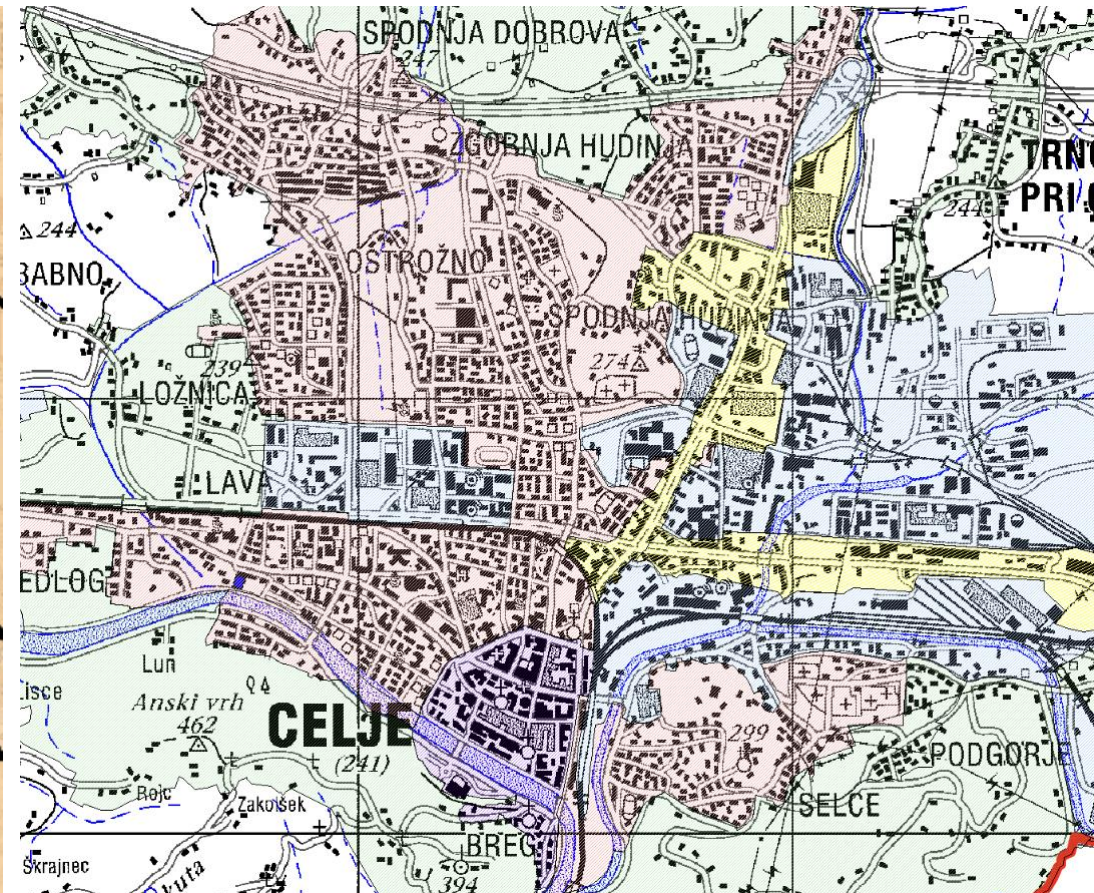 SPODNJA DOBROVA
247
ZGORNJA HUDINJA
TRNO
PRI C
244
244
BABNO
OSTROŽNO
SPODNJA HUDINJA
274
239
LOŽNICA
LAVA
EDLOG
Lun
isce
Anski vrh
462
CELJE
(241)
299
PODGORJE
Rojc
Zakošek
SELCE
BREG
Škrajnec
394